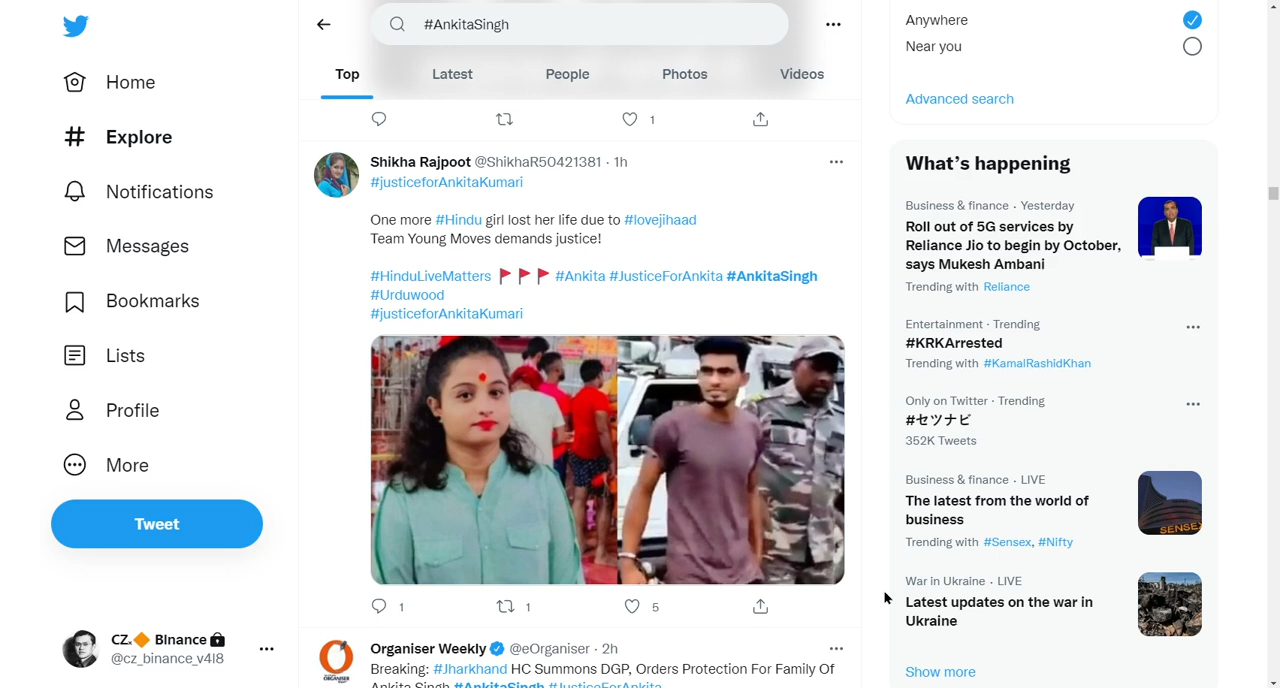 #AnkitaSingh
Top Latest People Photos Videos
Home
Explore
Notifications
Messages
Bookmarks
Lists
Profile
More
Tweet
CZ. 🔶 BInance 🔒
@cz_binance_v4l8
1
Shikha Rajpoot @ShikhaR50421381 · 1h
#justiceforAnkitaKumari
One more #Hindu girl lost her life due to #lovejihaad
Team Young Moves demands justice!
#HinduLiveMatters 🚩🚩🚩 #Ankita #JusticeForAnkita #AnkitaSingh
#Urduwood
#justiceforAnkitaKumari
1 1 5
Organiser Weekly @eOrganiser · 2h
Breaking: #Jharkhand HC Summons DGP, Orders Protection For Family Of
Ankita Singh #AnkitaSingh #JusticeForAnkita
Anywhere
Near you
Advanced search
What's happening
Business & finance · Yesterday
Roll out of 5G services by
Reliance Jio to begin by October,
says Mukesh Ambani
Trending with Reliance
Entertainment · Trending
#KRKArrested
Trending with #KamalRashidKhan
Only on Twitter · Trending
#セツナビ
352K Tweets
Business & finance · LIVE
The latest from the world of
business
Trending with #Sensex, #Nifty
SENSEX
War in Ukraine · LIVE
Latest updates on the war in
Ukraine
Show more